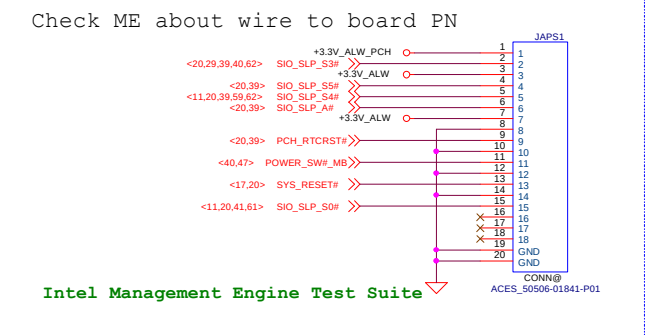 Check ME about wire to board PN
JAPS1
+3.3V_ALW_PCH 1 1
<20,29,39,40,62> SIO_SLP_S3# 2 2
+3.3V_ALW 3 3
<20,39> SIO_SLP_S5# 4 4
<11,20,39,59,62> SIO_SLP_S4# 5 5
<20,39> SIO_SLP_A# 6 6
+3.3V_ALW 7 7
8 8
<20,39> PCH_RTCRST# 9 9
10 10
<40,47> POWER_SW#_MB 11 11
12 12
<17,20> SYS_RESET# 13 13
14 14
<11,20,41,61> SIO_SLP_S0# 15 15
16 16
17 17
18 18
19 GND
20 GND
CONN@
ACES_50506-01841-P01
Intel Management Engine Test Suite